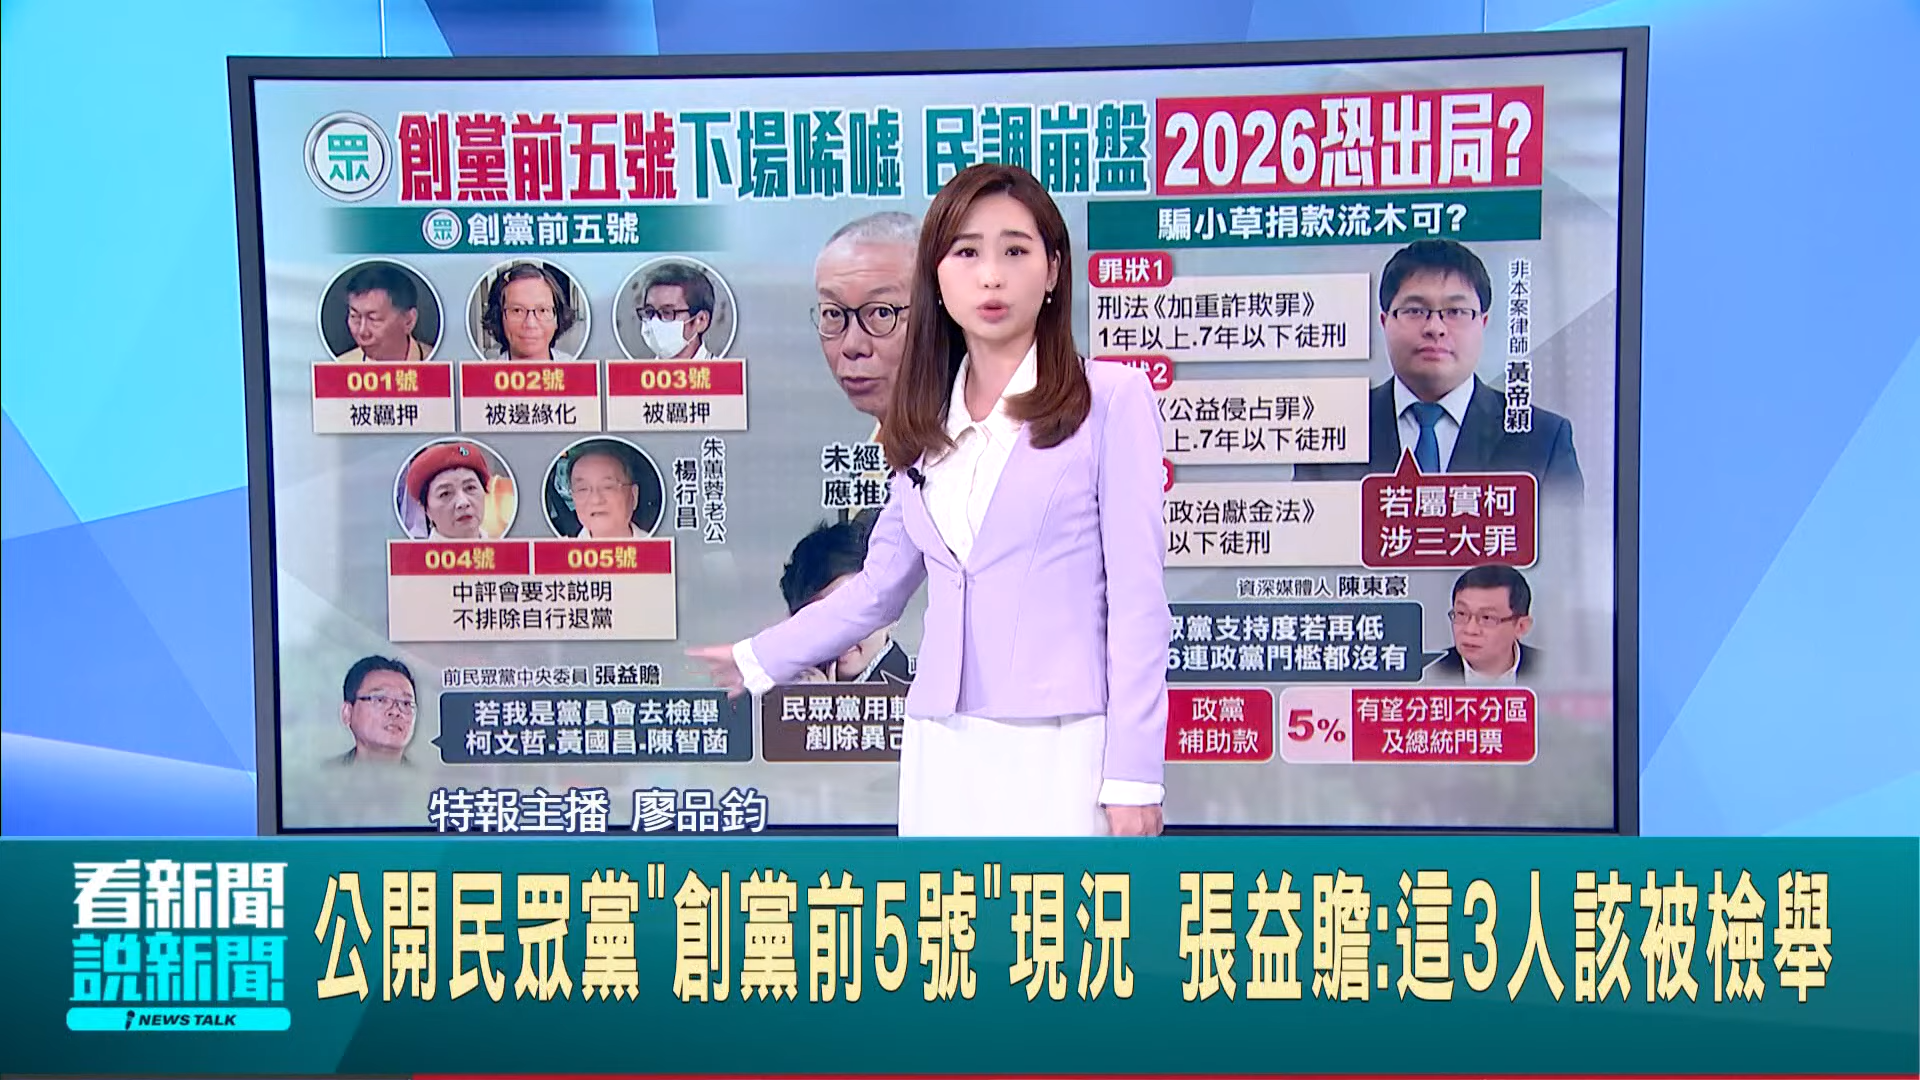 眾
創黨前五號下場唏噓 民調崩盤 2026恐出局?
眾 創黨前五號
001號
被羈押
002號
被邊緣化
003號
被羈押
004號
005號
中評會要求説明
不排除自行退黨
朱蕙蓉老公
楊行昌
前民眾黨中央委員 張益贍
若我是黨員會去檢舉
柯文哲.黃國昌.陳智菡
未經
應推
民眾黨用
剷除異己
騙小草捐款流木可?
罪狀1
刑法《加重詐欺罪》
1年以上.7年以下徒刑
2
《公益侵占罪》
上.7年以下徒刑
《政治獻金法》
以下徒刑
非本案律師 黃帝穎
若屬實柯
涉三大罪
資深媒體人 陳東豪
眾黨支持度若再低
6連政黨門檻都沒有
政黨
補助款
5%
有望分到不分區
及總統門票
特報主播 廖品鈞
看新聞
説新聞
NEWS TALK
公開民眾黨"創黨前5號"現況 張益贍:這3人該被檢舉